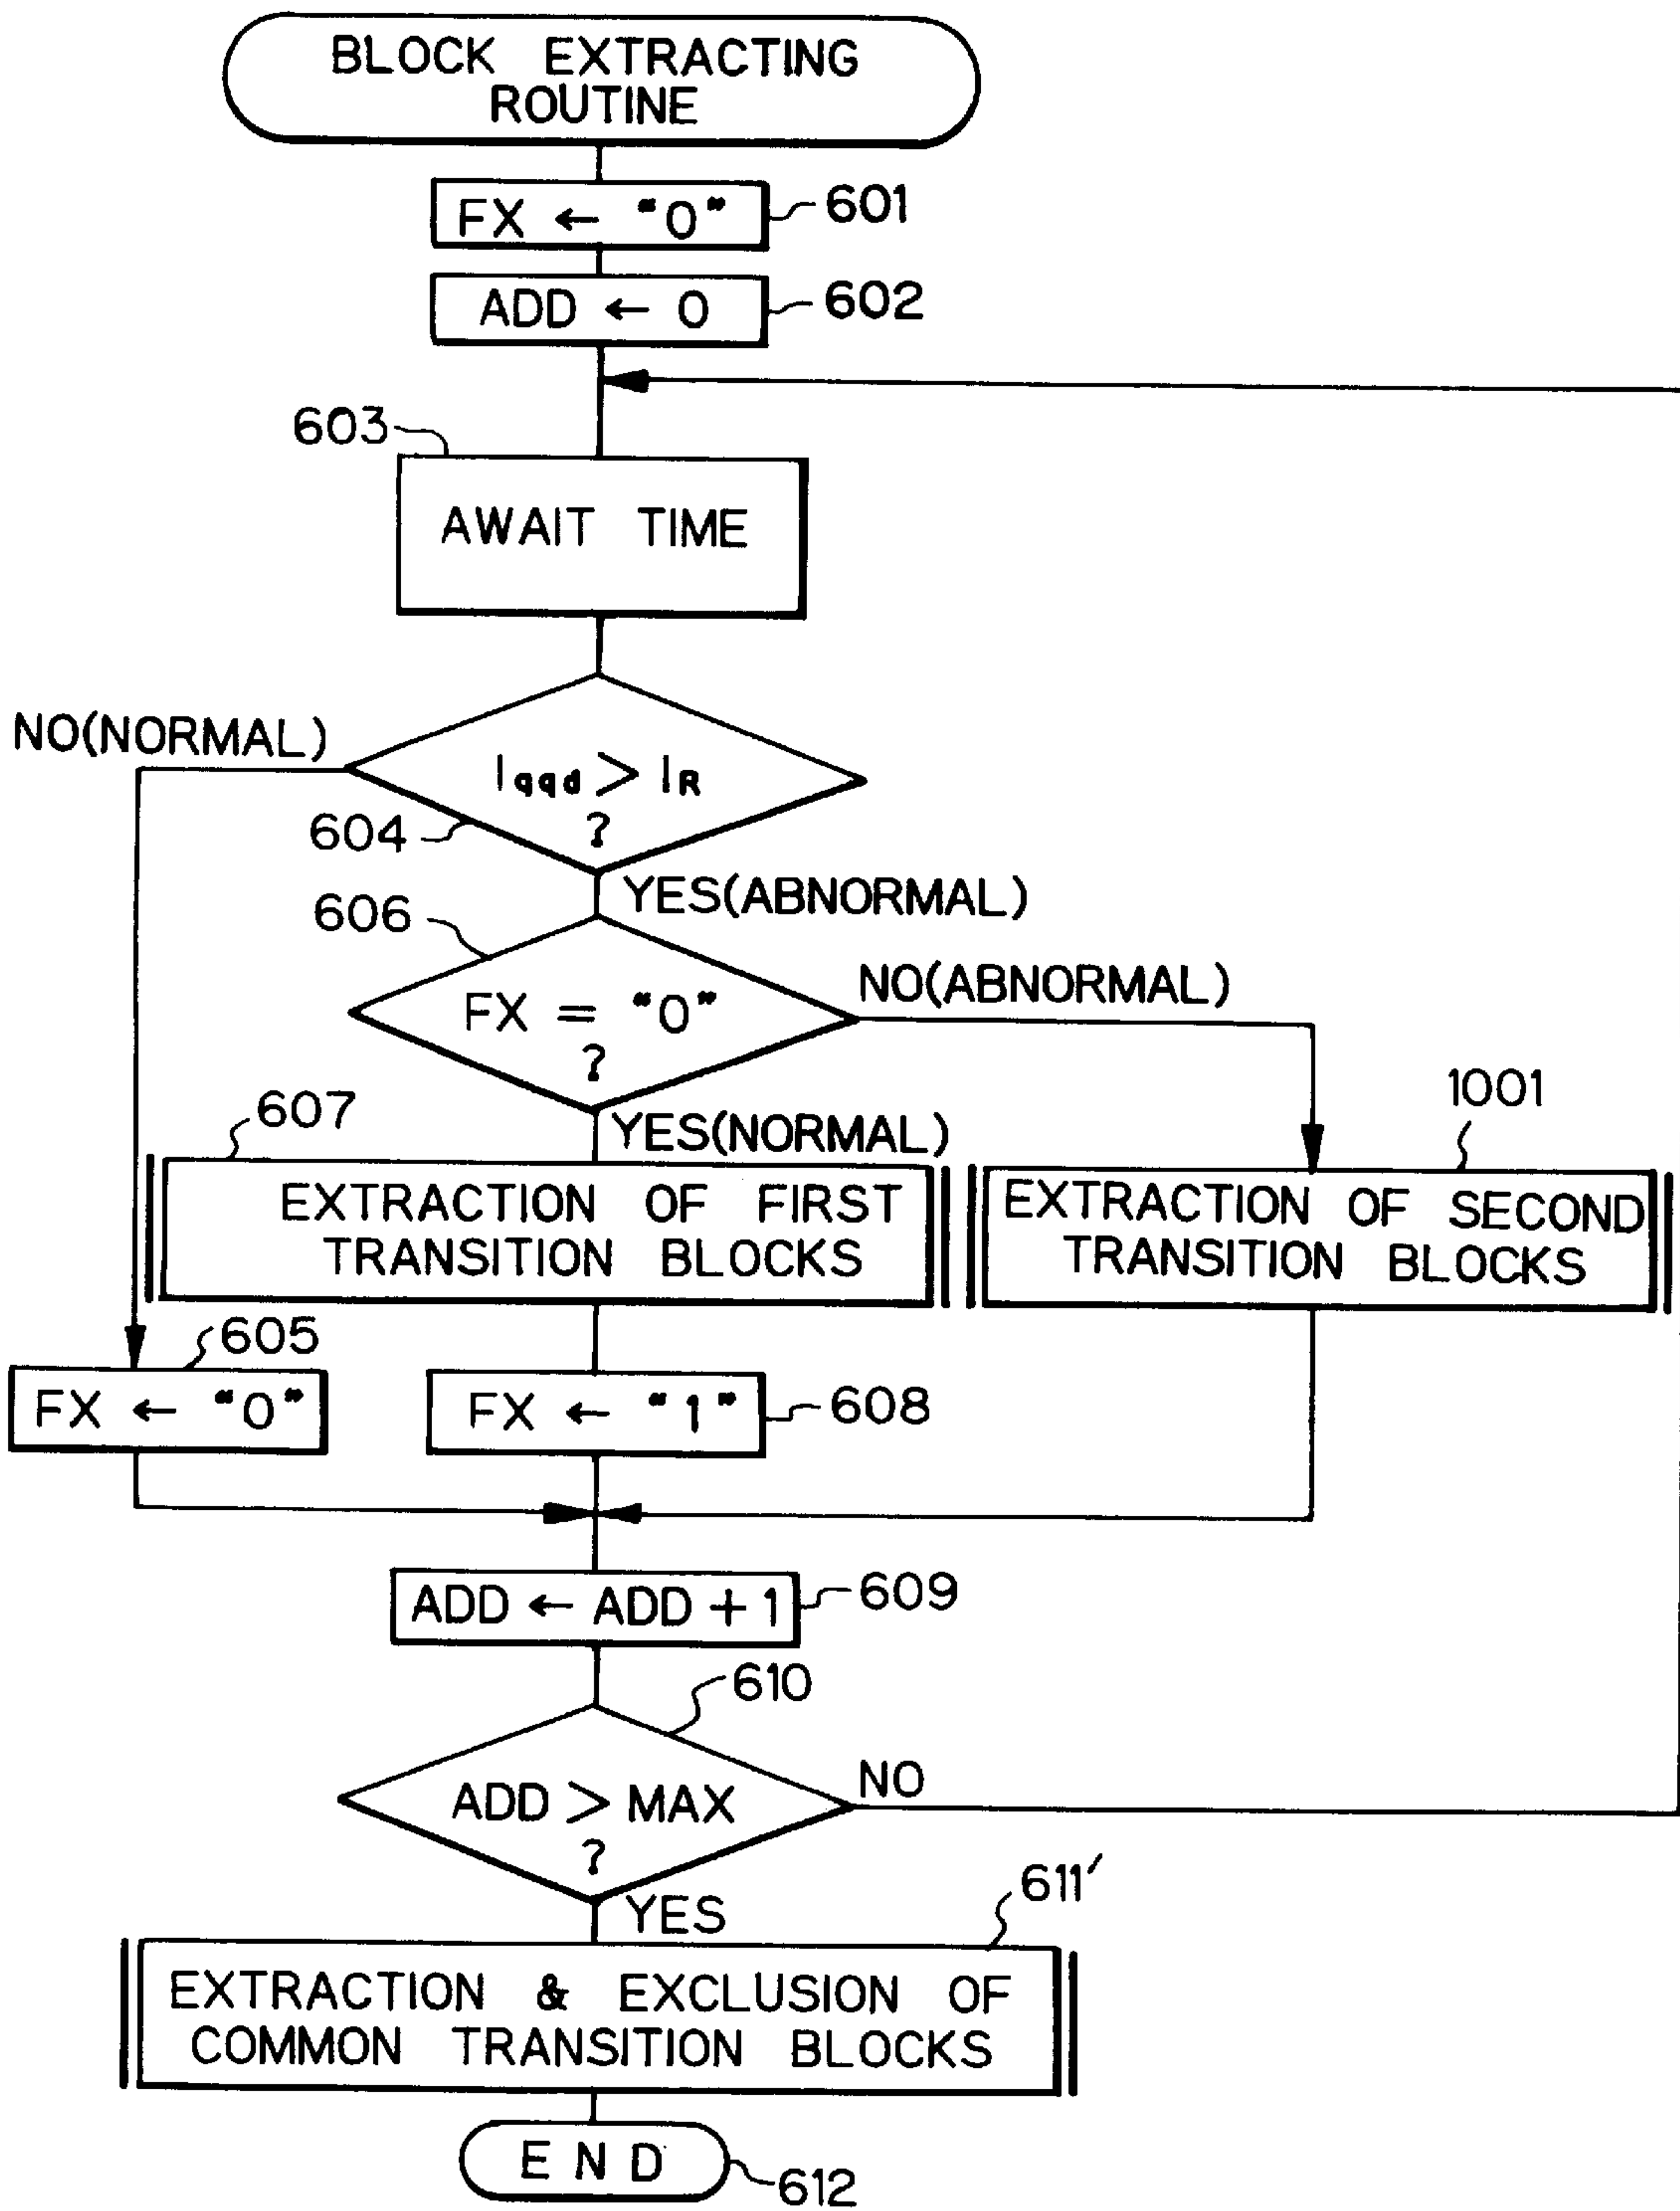 BLOCK EXTRACTING
ROUTINE
FX ← "0"
601
ADD ← 0
602
603
AWAIT TIME
NO(NORMAL)
Iqqd > IR
?
604
YES(ABNORMAL)
606
FX = "0"
?
NO(ABNORMAL)
YES(NORMAL)
607
1001
EXTRACTION OF FIRST
TRANSITION BLOCKS
EXTRACTION OF SECOND
TRANSITION BLOCKS
605
FX ← "0"
FX ← "1"
608
ADD ← ADD + 1
609
610
ADD > MAX
?
NO
YES
611'
EXTRACTION & EXCLUSION OF
COMMON TRANSITION BLOCKS
END
612